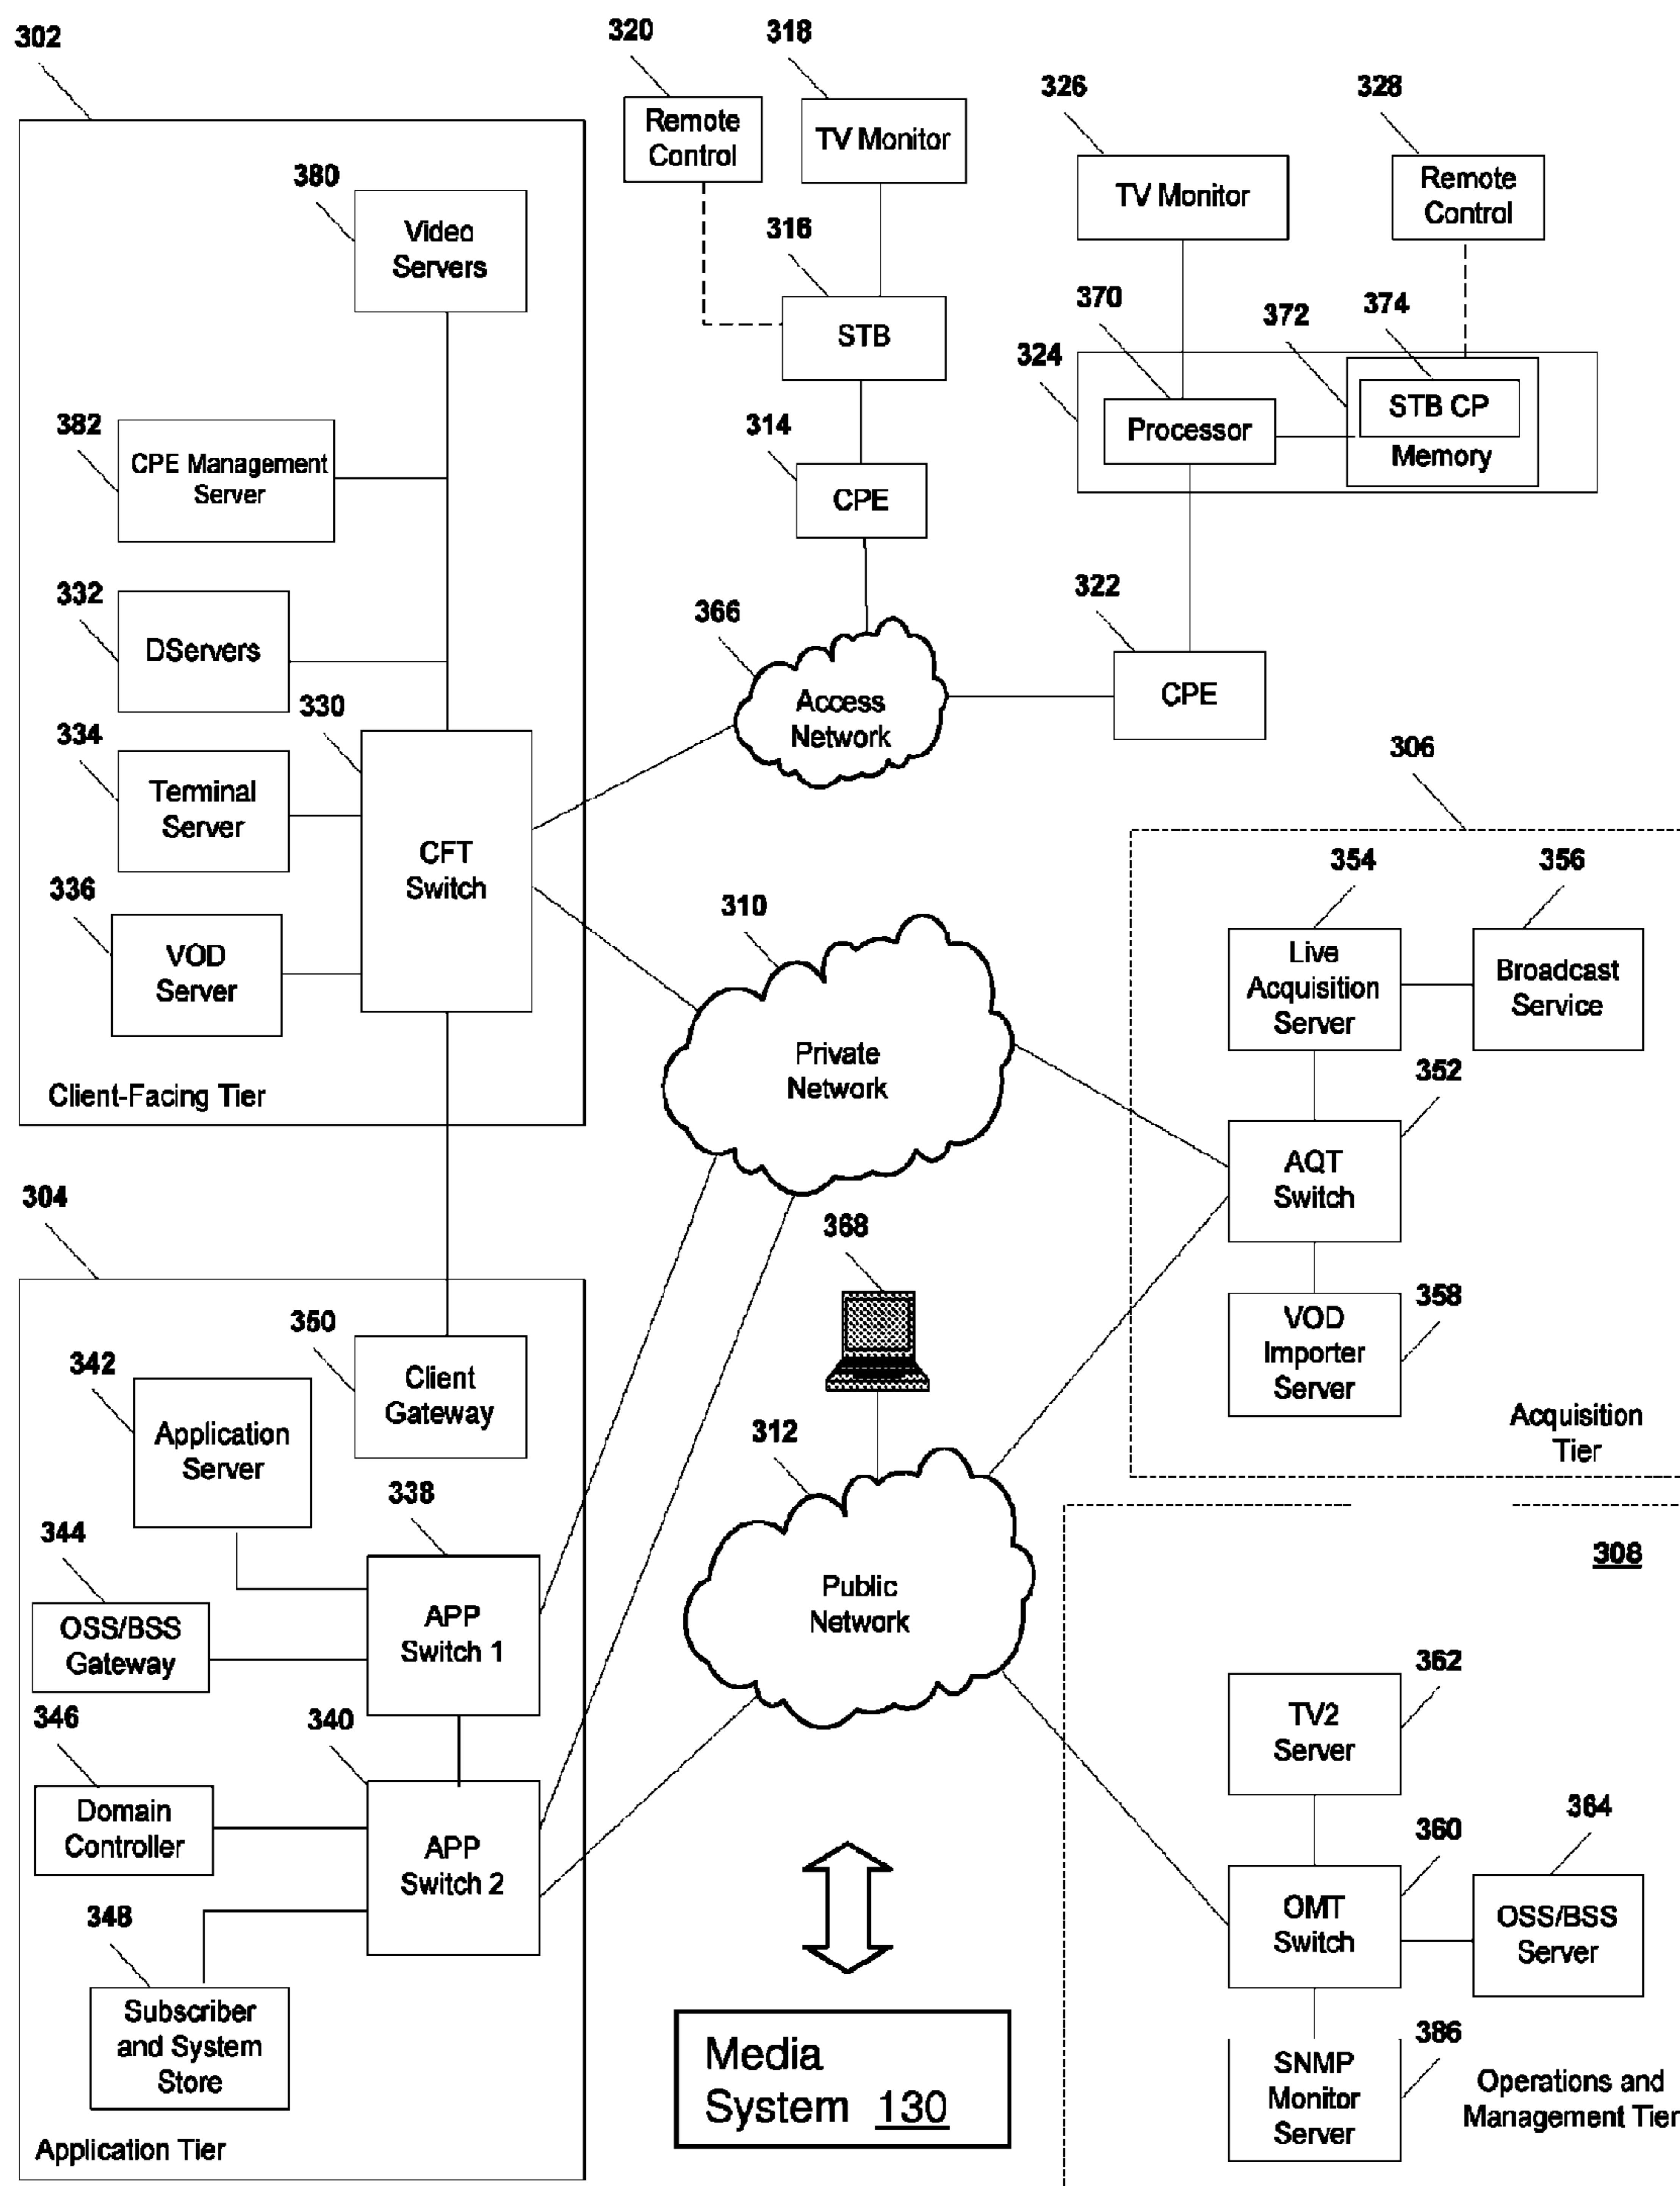 302
320
318
326
328
Remote
Control
TV Monitor
TV Monitor
Remote
Control
380
Video
Servers
316
STB
370
372
374
324
Processor
STB CP
Memory
382
CPE Management
Server
314
CPE
332
DServers
366
Access
Network
322
CPE
330
334
Terminal
Server
CFT
Switch
306
336
VOD
Server
310
Private
Network
354
356
Live
Acquisition
Server
Broadcast
Service
352
Client-Facing Tier
AQT
Switch
304
368
358
VOD
Importer
Server
350
Client
Gateway
342
Application
Server
Acquisition
Tier
312
Public
Network
338
344
OSS/BSS
Gateway
APP
Switch 1
308
362
TV2
Server
346
340
Domain
Controller
APP
Switch 2
360
364
OMT
Switch
OSS/BSS
Server
348
Subscriber
and System
Store
Media
System 130
386
SNMP
Monitor
Server
Operations and
Management Tier
Application Tier